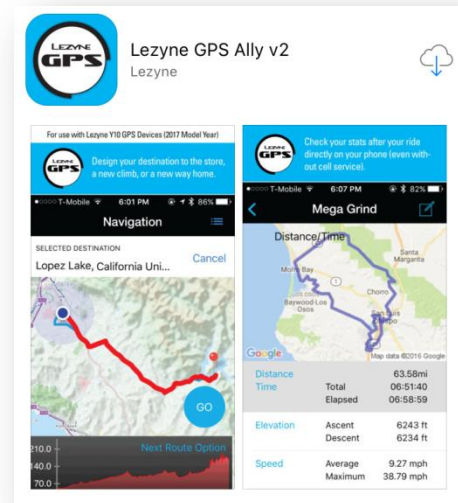 LEZYNE
GPS
Lezyne GPS Ally v2
Lezyne
For use with Lezyne Y10 GPS Devices (2017 Model Year)
LEZYNE
GPS
Design your destination to the store,
a new climb, or a new way home.
T-Mobile 6:01 PM 86%
Navigation
SELECTED DESTINATION
Lopez Lake, California Uni...
Cancel
GO
210.0
140.0
70.0
Next Route Option
LEZYNE
GPS
Check your stats after your ride
directly on your phone (even with-
out cell service).
T-Mobile 6:07 PM 82%
Mega Grind
Distance/Time
Santa
Margarita
Morro Bay
1
Chorro
Baywood-Los
Osos
San Luis
Obispo
Google
Map data ©2016 Google
Distance 63.58mi
Time Total 06:51:40
Elapsed 06:58:59
Elevation Ascent 6243 ft
Descent 6234 ft
Speed Average 9.27 mph
Maximum 38.79 mph